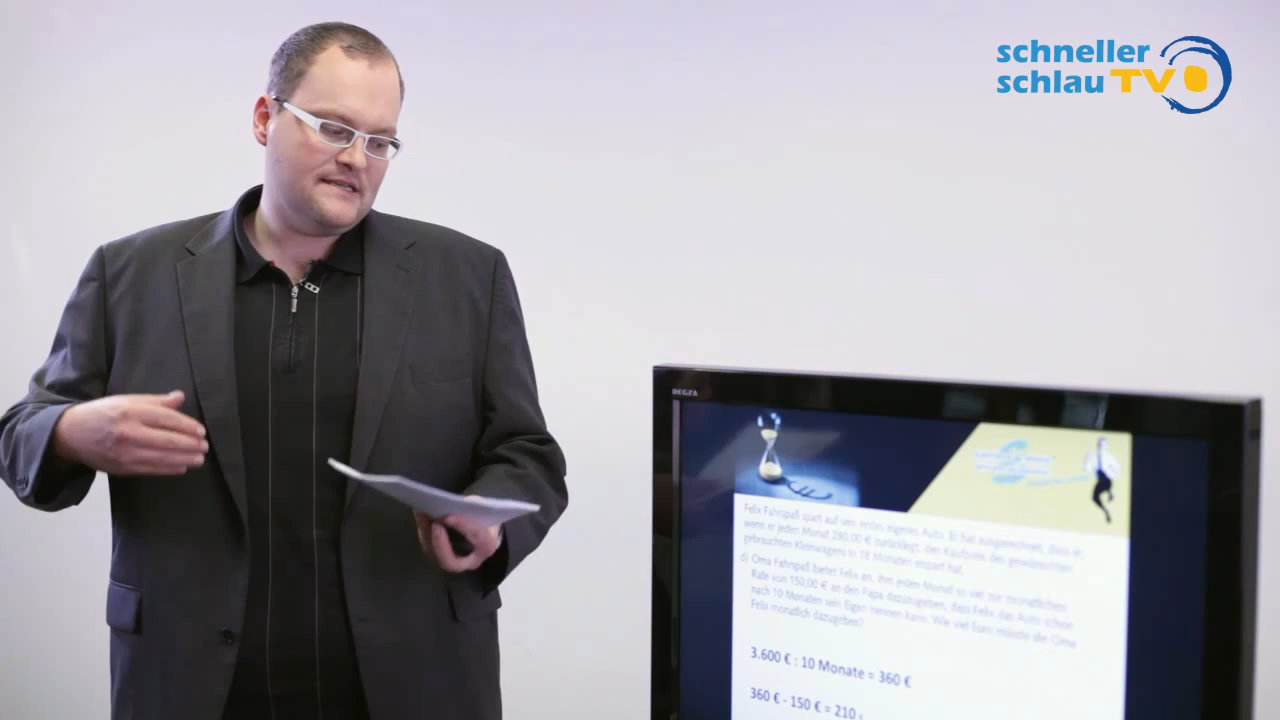 schneller
schlau TV
REGZA
Felix Fahrspaß spart auf sein erstes eigenes Auto. Er hat ausgerechnet, dass er,
wenn er jeden Monat 280,00 € zurücklegt, den Kaufpreis des gewünschten
gebrauchten Kleinwagens in 18 Monaten erspart hat.
d) Oma Fahrspaß bietet Felix an, ihm jeden Monat so viel zur monatlichen
Rate von 150,00 € an den Papa dazuzugeben, dass Felix das Auto schon
nach 10 Monaten sein Eigen nennen kann. Wie viel Euro müsste die Oma
Felix monatlich dazugeben?
3.600 € : 10 Monate = 360 €
360 € - 150 € = 210